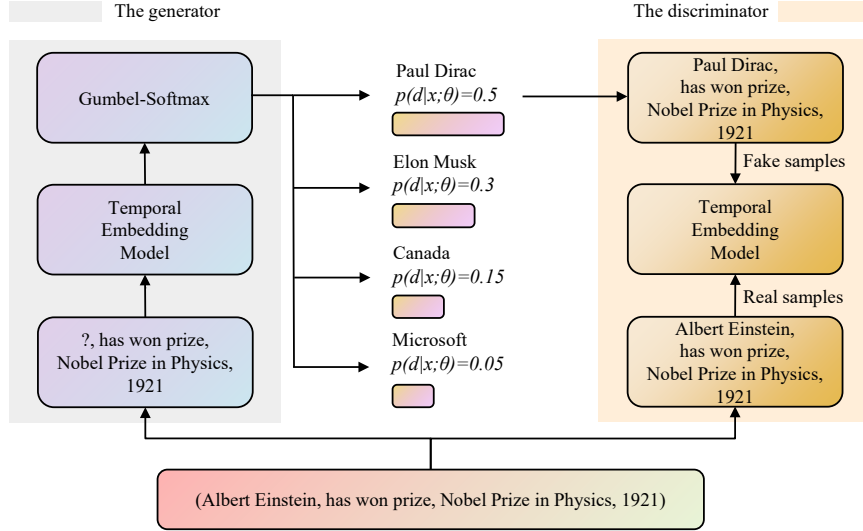 The generator
The discriminator
Gumbel-Softmax
Temporal
Embedding
Model
?, has won prize,
Nobel Prize in Physics,
1921
Paul Dirac
p(d|x;θ)=0.5
Elon Musk
p(d|x;θ)=0.3
Canada
p(d|x;θ)=0.15
Microsoft
p(d|x;θ)=0.05
Paul Dirac,
has won prize,
Nobel Prize in Physics,
1921
Fake samples
Temporal
Embedding
Model
Real samples
Albert Einstein,
has won prize,
Nobel Prize in Physics,
1921
(Albert Einstein, has won prize, Nobel Prize in Physics, 1921)